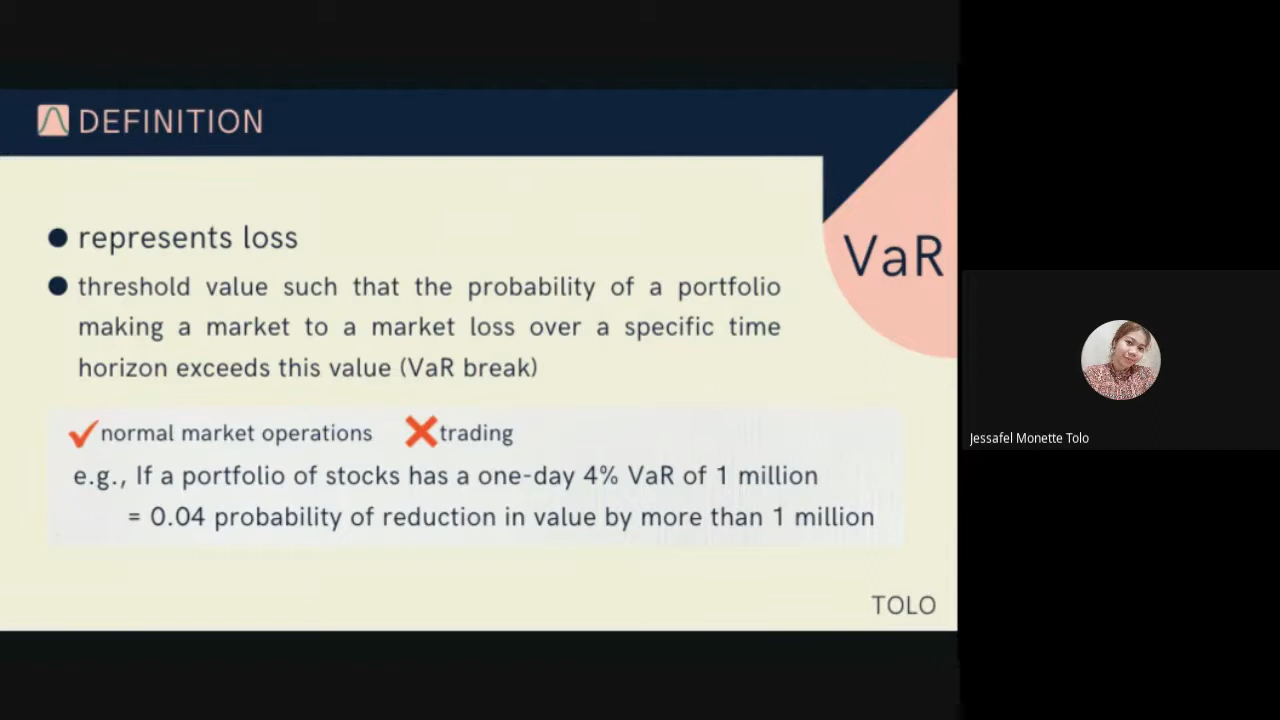 DEFINITION
VaR
represents loss
threshold value such that the probability of a portfolio
making a market to a market loss over a specific time
horizon exceeds this value (VaR break)
normal market operations trading
e.g., If a portfolio of stocks has a one-day 4% VaR of 1 million
= 0.04 probability of reduction in value by more than 1 million
TOLO
Jessafel Monette Tolo